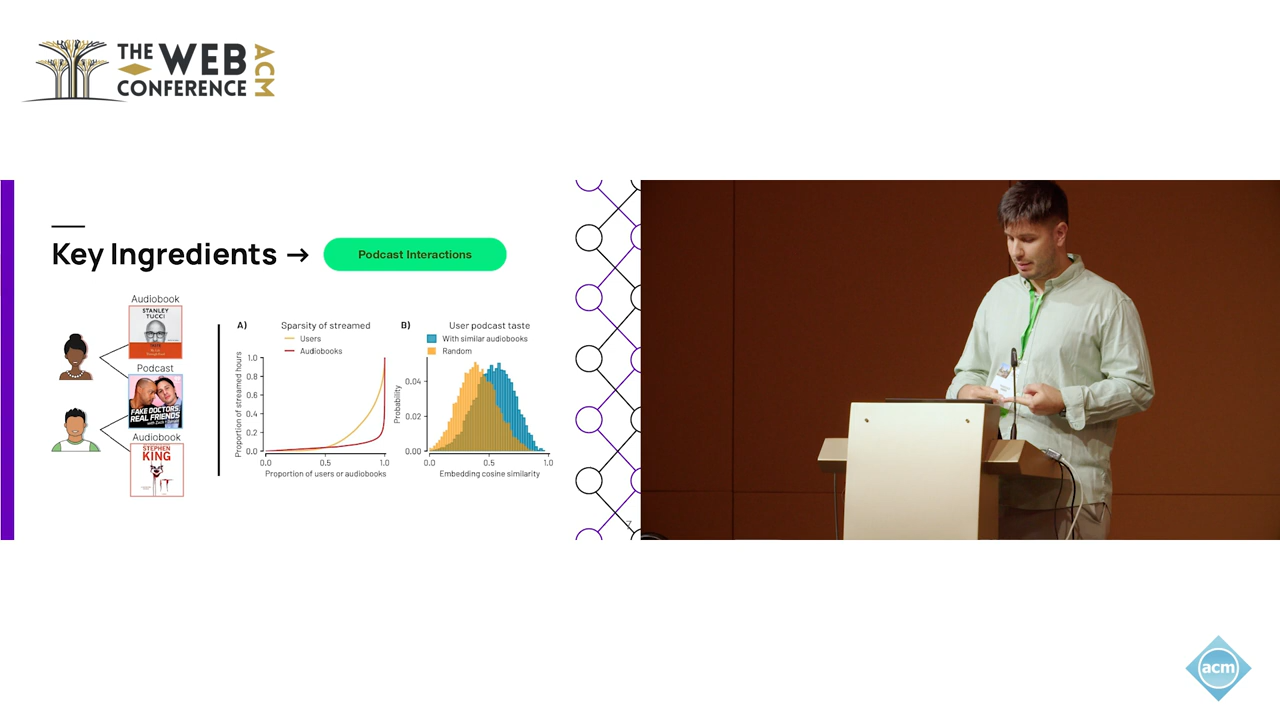 THE WEB
CONFERENCE
ACM
Key Ingredients → Podcast Interactions
Audiobook
STANLEY
TUCCI
Podcast
FAKE DOCTORS,
REAL FRIENDS
Audiobook
STEPHEN
KING
IT
A) Sparsity of streamed
Users
Audiobooks
Proportion of streamed hours
1.0
0.8
0.6
0.4
0.2
0.0
0.0 0.5 1.0
Proportion of users or audiobooks
B) User podcast taste
With similar audiobooks
Random
Probability
0.04
0.02
0.00
0.0 0.5 1.0
Embedding cosine similarity
7
acm